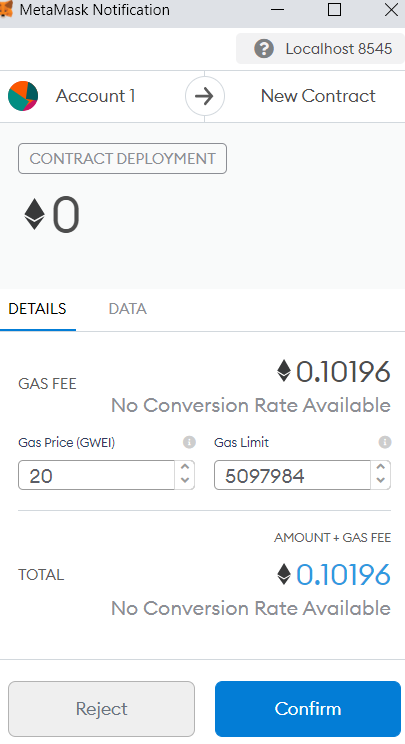 MetaMask Notification
Localhost 8545
Account 1
New Contract
CONTRACT DEPLOYMENT
0
DETAILS
DATA
GAS FEE
0.10196
No Conversion Rate Available
Gas Price (GWEI)
Gas Limit
20
5097984
AMOUNT + GAS FEE
TOTAL
0.10196
No Conversion Rate Available
Reject
Confirm